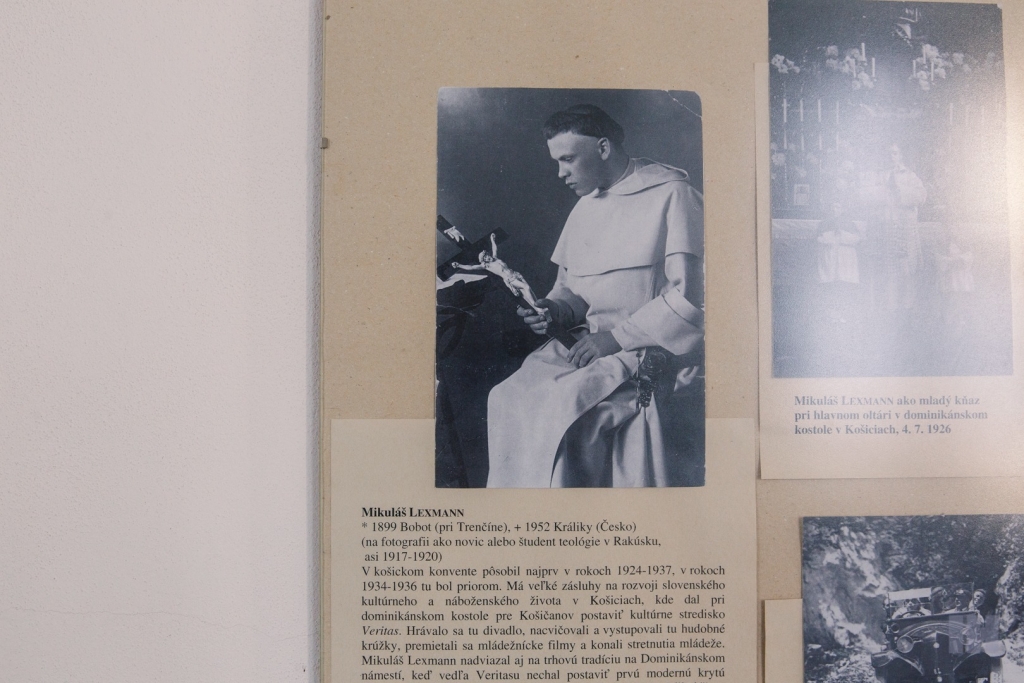 Mikuláš LEXMANN
* 1899 Bobot (pri Trenčíne), + 1952 Králiky (Česko)
(na fotografii ako novic alebo študent teológie v Rakúsku,
asi 1917-1920)
V košickom konvente pôsobil najprv v rokoch 1924-1937, v rokoch
1934-1936 tu bol priorom. Má veľké zásluhy na rozvoji slovenského
kultúrneho a náboženského života v Košiciach, kde dal pri
dominikánskom kostole pre Košičanov postaviť kultúrne stredisko
Veritas. Hrávalo sa tu divadlo, nacvičovali a vystupovali tu hudobné
krúžky, premietali sa mládežnícke filmy a konali stretnutia mládeže.
Mikuláš Lexmann nadviazal aj na trhovú tradíciu na Dominikánskom
námestí, keď vedľa Veritasu nechal postaviť prvú modernú krytú
Mikuláš LEXMANN ako mladý kňaz
pri hlavnom oltári v dominikánskom
kostole v Košiciach, 4. 7. 1926